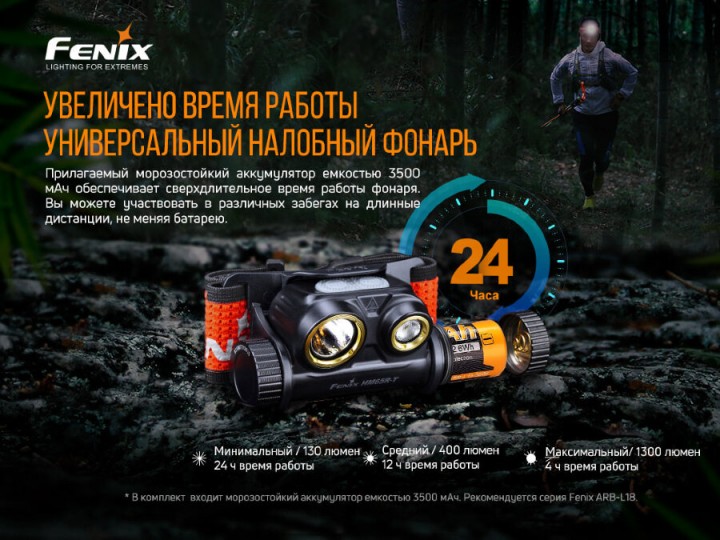 FENIX
LIGHTING FOR EXTREMES
УВЕЛИЧЕНО ВРЕМЯ РАБОТЫ
УНИВЕРСАЛЬНЫЙ НАЛОБНЫЙ ФОНАРЬ
Прилагаемый морозостойкий аккумулятор емкостью 3500
мАч обеспечивает сверхдлительное время работы фонаря.
Вы можете участвовать в различных забегах на длинные
дистанции, не меняя батарею.
24
Часа
FENIX HM65R-T
Минимальный / 130 люмен
24 ч время работы
Средний / 400 люмен
12 ч время работы
Максимальный/ 1300 люмен
4 ч время работы
* В комплект входит морозостойкий аккумулятор емкостью 3500 мАч. Рекомендуется серия Fenix ARB-L18.